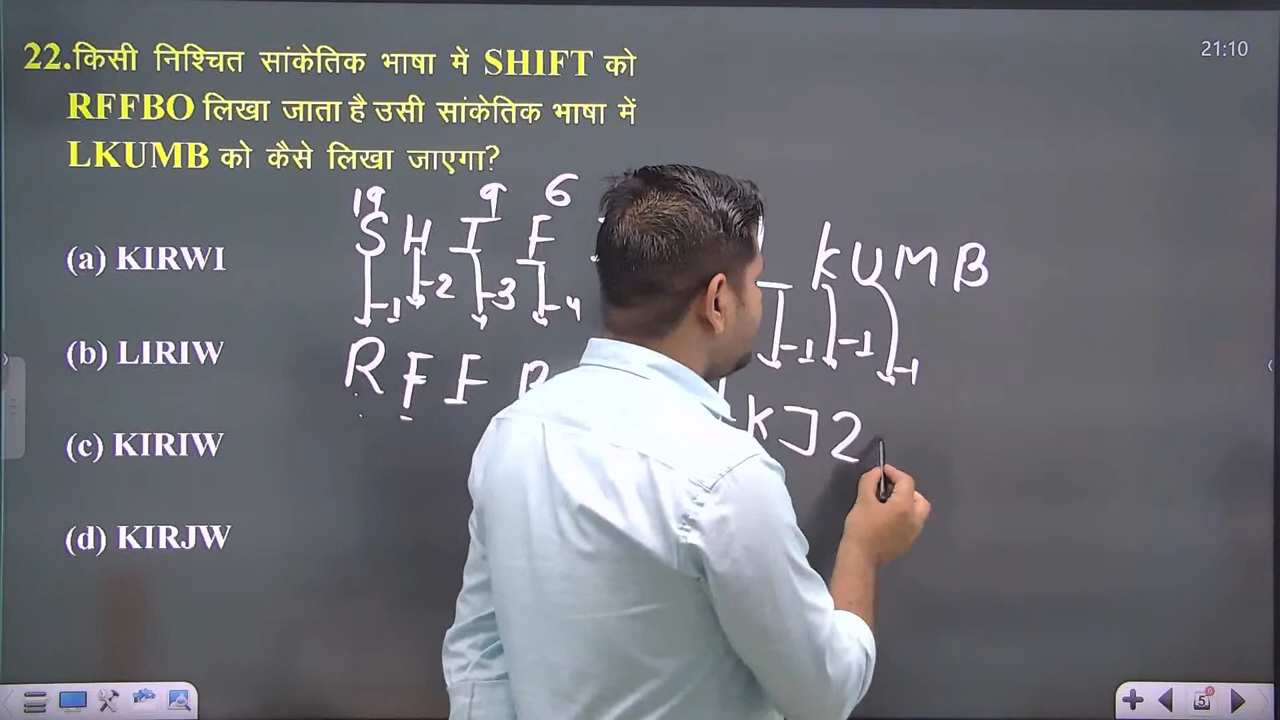 21:10
22.किसी निश्चित सांकेतिक भाषा में SHIFT को
RFFBO लिखा जाता है उसी सांकेतिक भाषा में
LKUMB को कैसे लिखा जाएगा?
19 9 6
S H I F
KUMB
-1 -2 -3 -4
-1 -1 -1
R F F B
KJ2
(a) KIRWI
(b) LIRIW
(c) KIRIW
(d) KIRJW
5